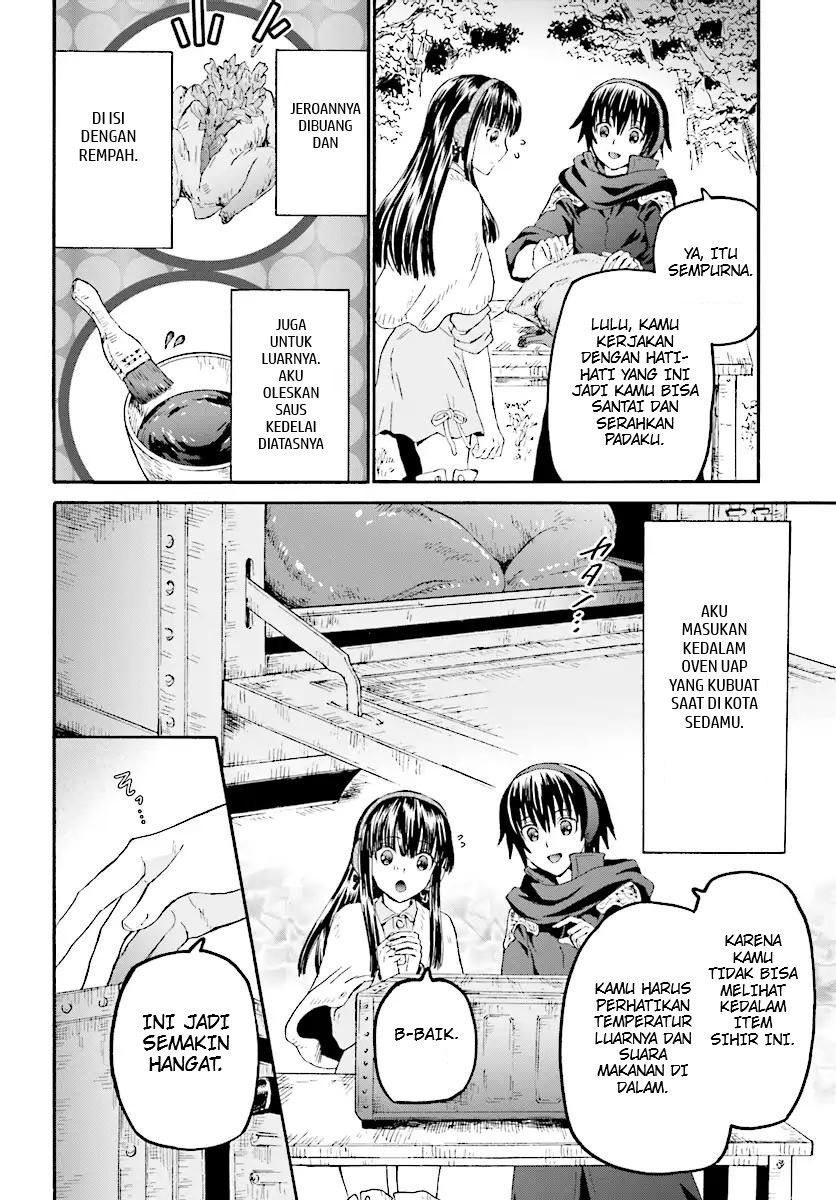 YA, ITU
SEMPURNA.
LULU, KAMU
KERJAKAN
DENGAN HATI-
HATI YANG INI
JADI KAMU BISA
SANTAI DAN
SERAHKAN
PADAKU.
JEROANNYA
DIBUANG
DAN
DI ISI
DENGAN
REMPAH.
JUGA
UNTUK
LUARNYA.
AKU
OLESKAN
SAUS
KEDELAI
DIATASNYA
AKU
MASUKAN
KEDALAM
OVEN UAP
YANG KUBUAT
SAAT DI KOTA
SEDAMU.
カタン…
KARENA
KAMU
TIDAK BISA
MELIHAT
KEDALAM
ITEM
SIHIR INI.
KAMU HARUS
PERHATIKAN
TEMPERATUR
LUARNYA DAN
SUARA
MAKANAN DI
DALAM.
B-BAIK.
INI JADI
SEMAKIN
HANGAT.